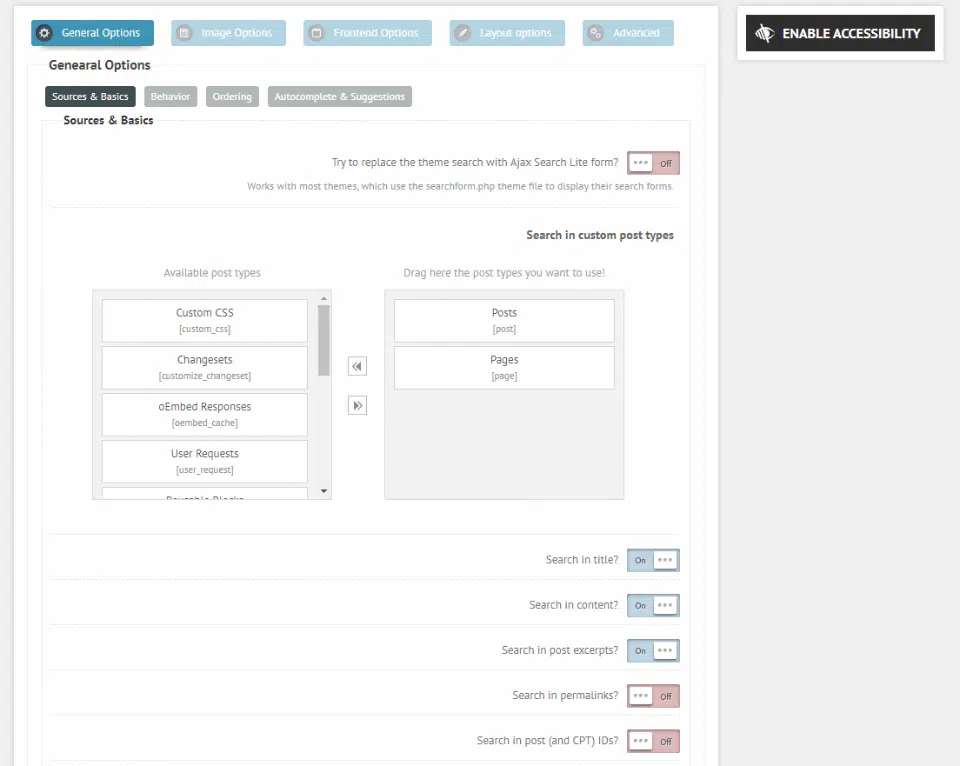 General Options
Image Options
Frontend Options
Layout options
Advanced
ENABLE ACCESSIBILITY
Genearal Options
Sources & Basics
Behavior
Ordering
Autocomplete & Suggestions
Sources & Basics
Try to replace the theme search with Ajax Search Lite form?
Off
Works with most themes, which use the searchform.php theme file to display their search forms.
Search in custom post types
Available post types
Drag here the post types you want to use!
Custom CSS
[custom_css]
Changesets
[customize_changeset]
oEmbed Responses
[oembed_cache]
User Requests
[user_request]
Reusable Blocks
Posts
[post]
Pages
[page]
Search in title?
On
Search in content?
On
Search in post excerpts?
On
Search in permalinks?
Off
Search in post (and CPT) IDs?
Off